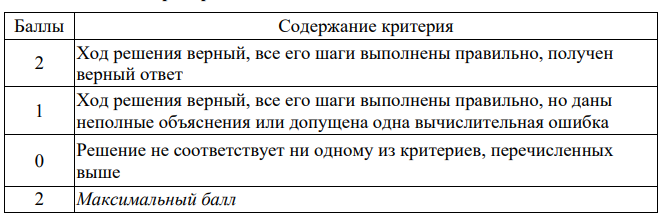 Баллы Содержание критерия
2 Ход решения верный, все его шаги выполнены правильно, получен
верный ответ
1 Ход решения верный, все его шаги выполнены правильно, но даны
неполные объяснения или допущена одна вычислительная ошибка
0 Решение не соответствует ни одному из критериев, перечисленных
выше
2 Максимальный балл